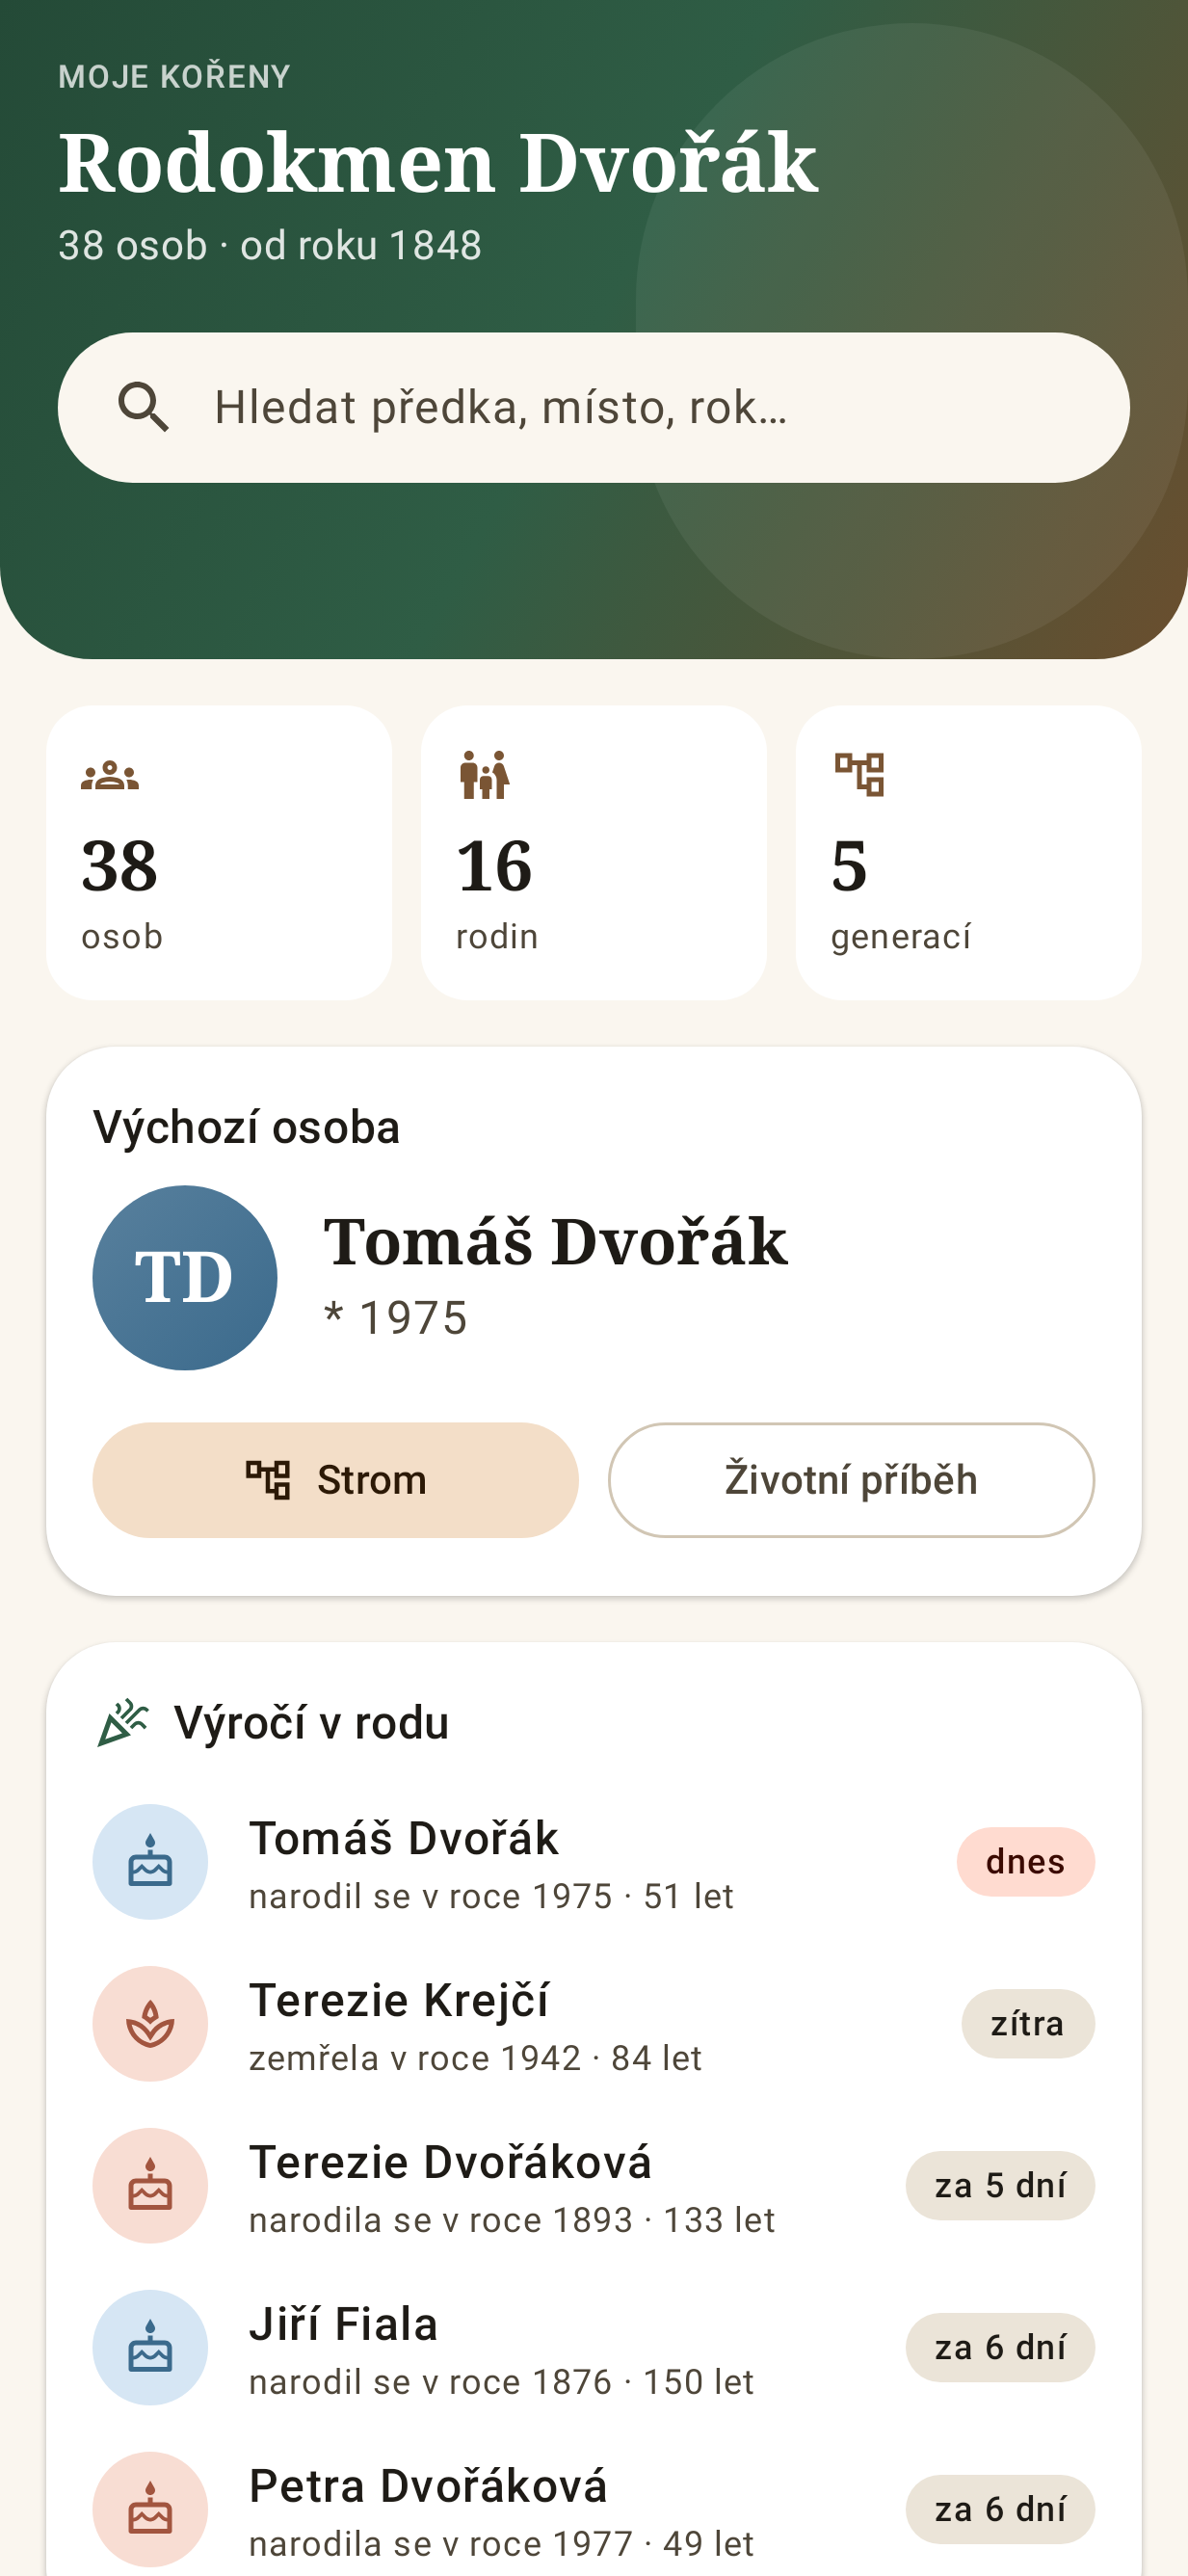 MOJE KOŘENY
Rodokmen Dvořák
38 osob · od roku 1848
Hledat předka, místo, rok…
38
osob
16
rodin
5
generací
Výchozí osoba
TD
Tomáš Dvořák
* 1975
Strom
Životní příběh
Výročí v rodu
Tomáš Dvořák
narodil se v roce 1975 · 51 let
dnes
Terezie Krejčí
zemřela v roce 1942 · 84 let
zítra
Terezie Dvořáková
narodila se v roce 1893 · 133 let
za 5 dní
Jiří Fiala
narodil se v roce 1876 · 150 let
za 6 dní
Petra Dvořáková
narodila se v roce 1977 · 49 let
za 6 dní